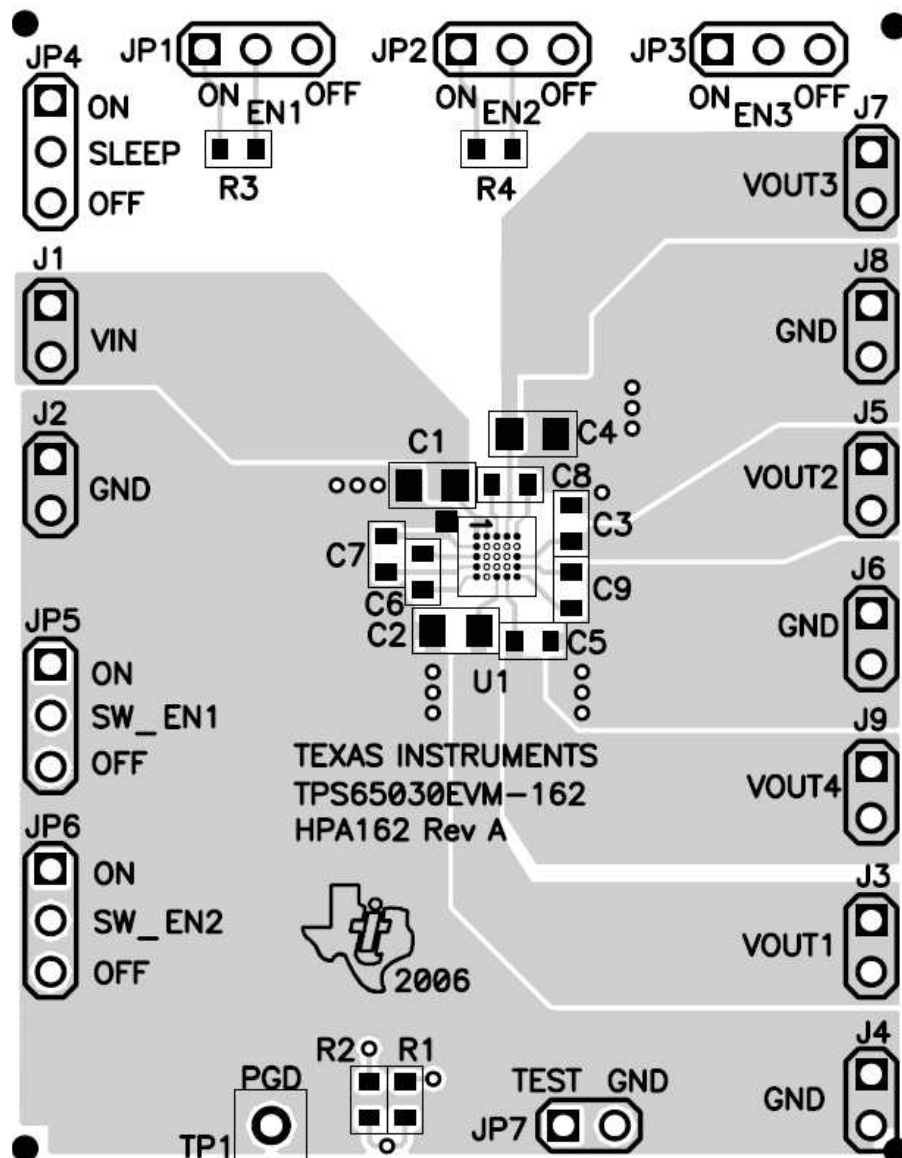 JP1
JP2
JP3
JP4
ON
EN1
OFF
ON
EN2
OFF
ON
EN3
OFF
ON
SLEEP
OFF
R3
R4
J7
VOUT3
J1
VIN
J8
GND
J2
GND
J5
VOUT2
C1
C4
C8
C3
C7
1
C6
C9
C2
C5
U1
J6
GND
JP5
ON
SW_EN1
OFF
J9
VOUT4
TEXAS INSTRUMENTS
TPS65030EVM-162
HPA162 Rev A
JP6
ON
SW_EN2
OFF
J3
VOUT1
ti
2006
R2
R1
J4
GND
PGD
TP1
TEST
GND
JP7